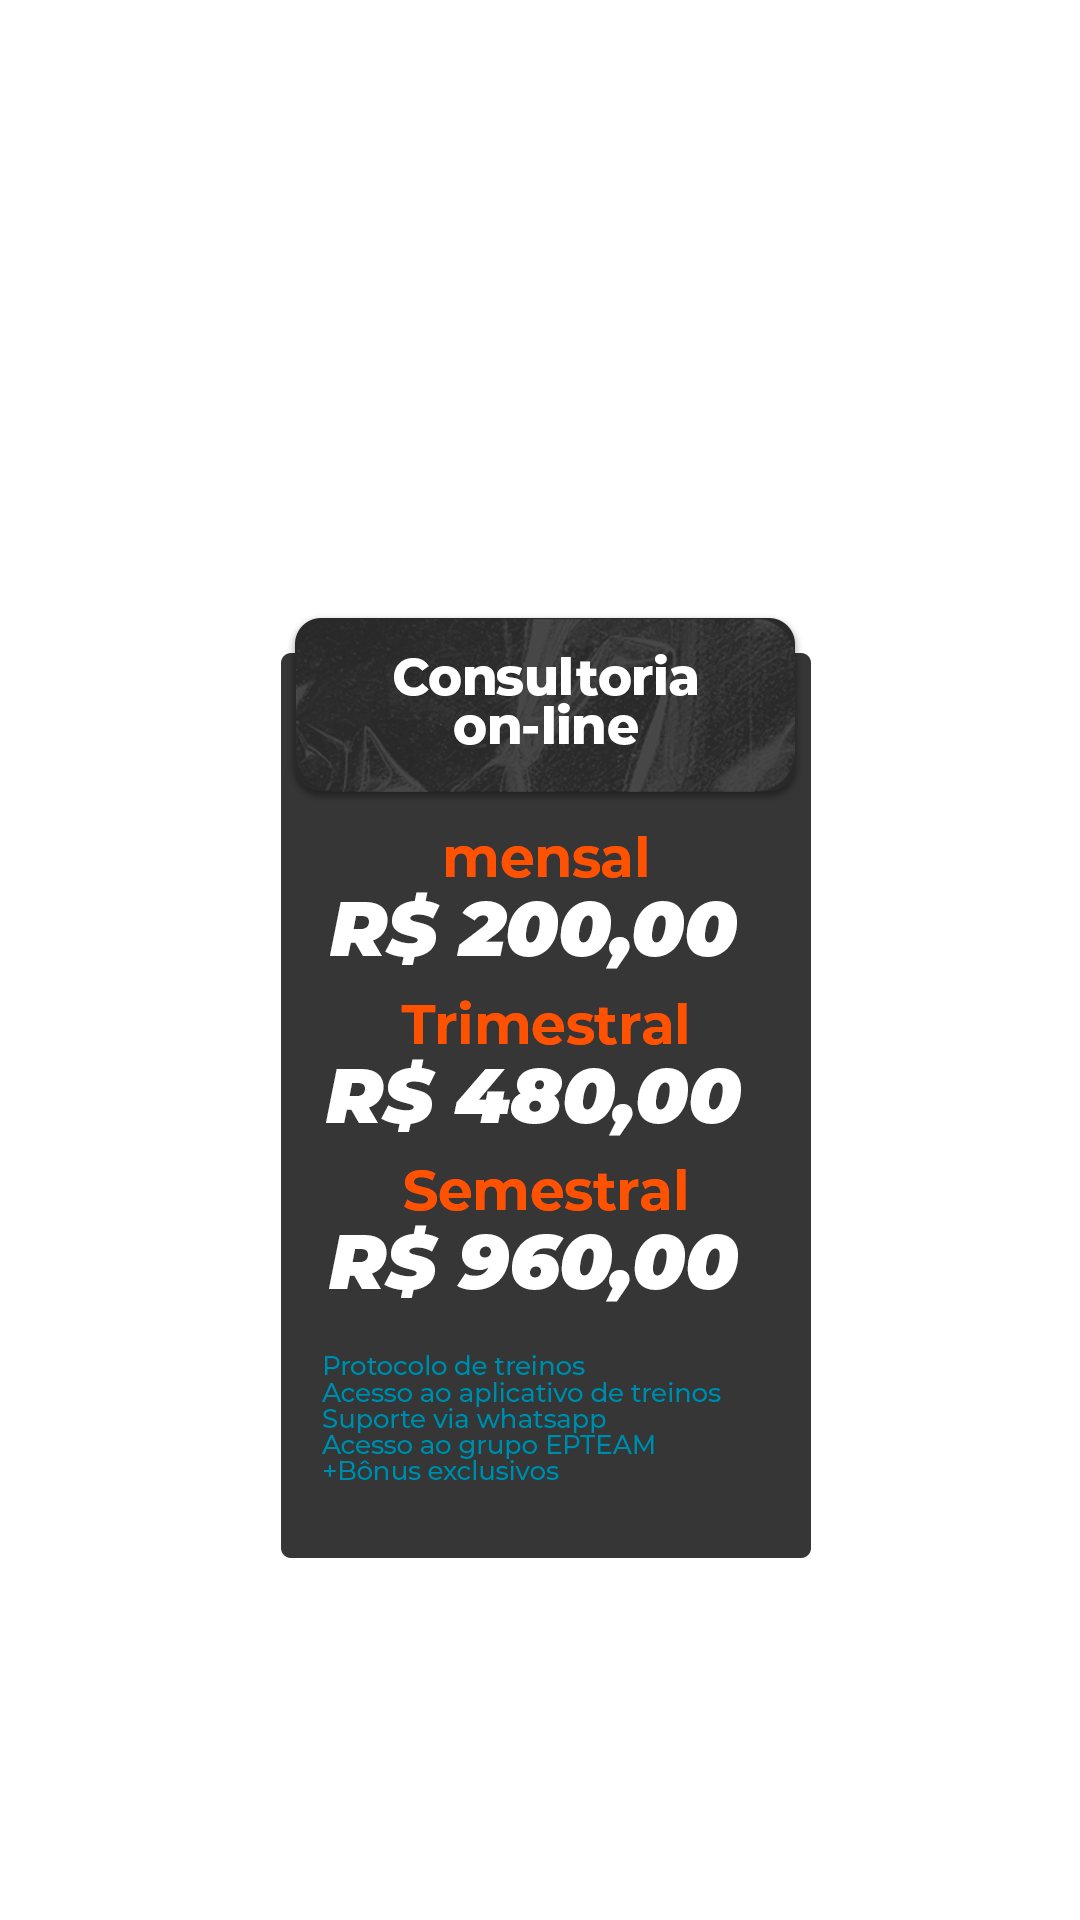 Consultoria
on-line
mensal
R$ 200,00
Trimestral
R$ 480,00
Semestral
R$ 960,00
Protocolo de treinos
Acesso ao aplicativo de treinos
Suporte via whatsapp
Acesso ao grupo EPTEAM
+Bônus exclusivos